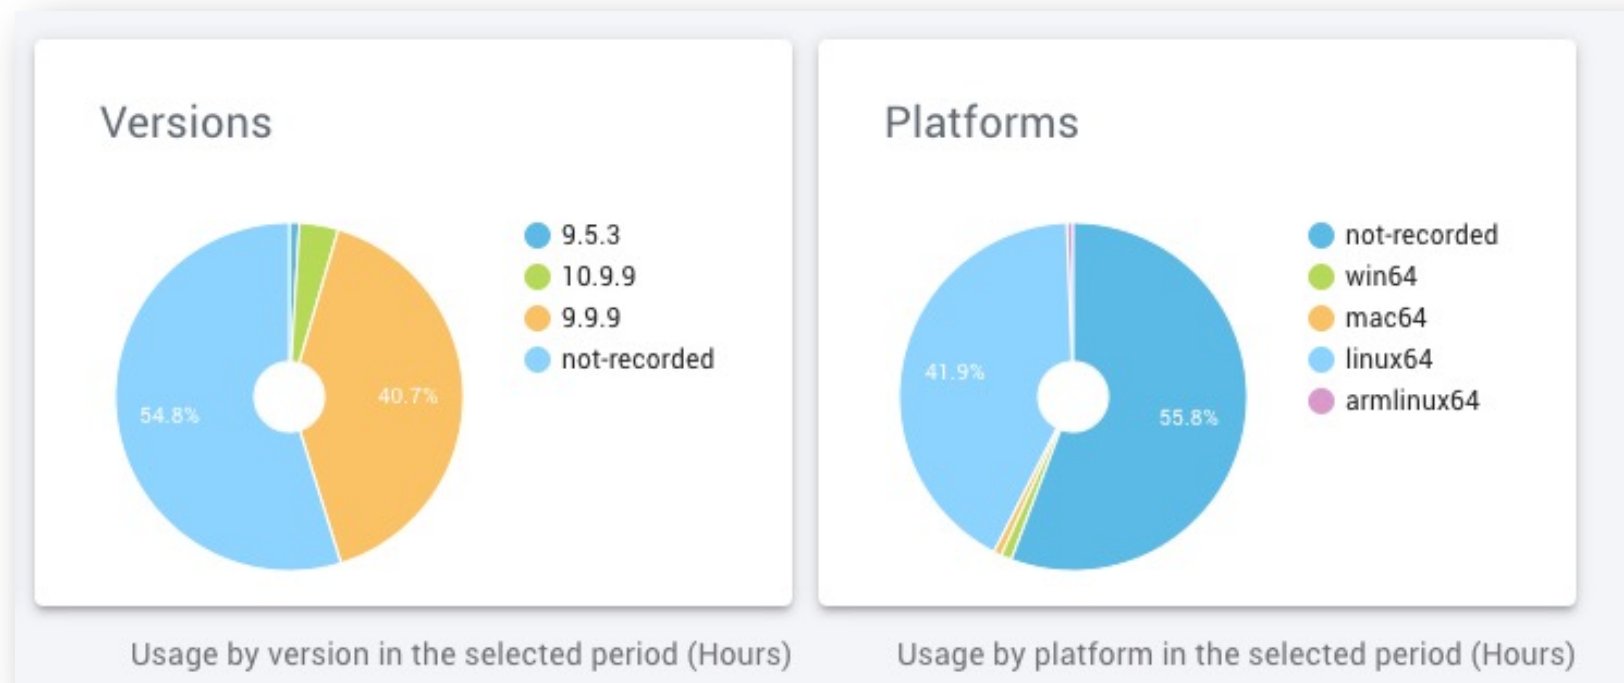 Versions
9.5.3
10.9.9
9.9.9
not-recorded
40.7%
54.8%
Usage by version in the selected period (Hours)
Platforms
not-recorded
win64
mac64
linux64
armlinux64
41.9%
55.8%
Usage by platform in the selected period (Hours)